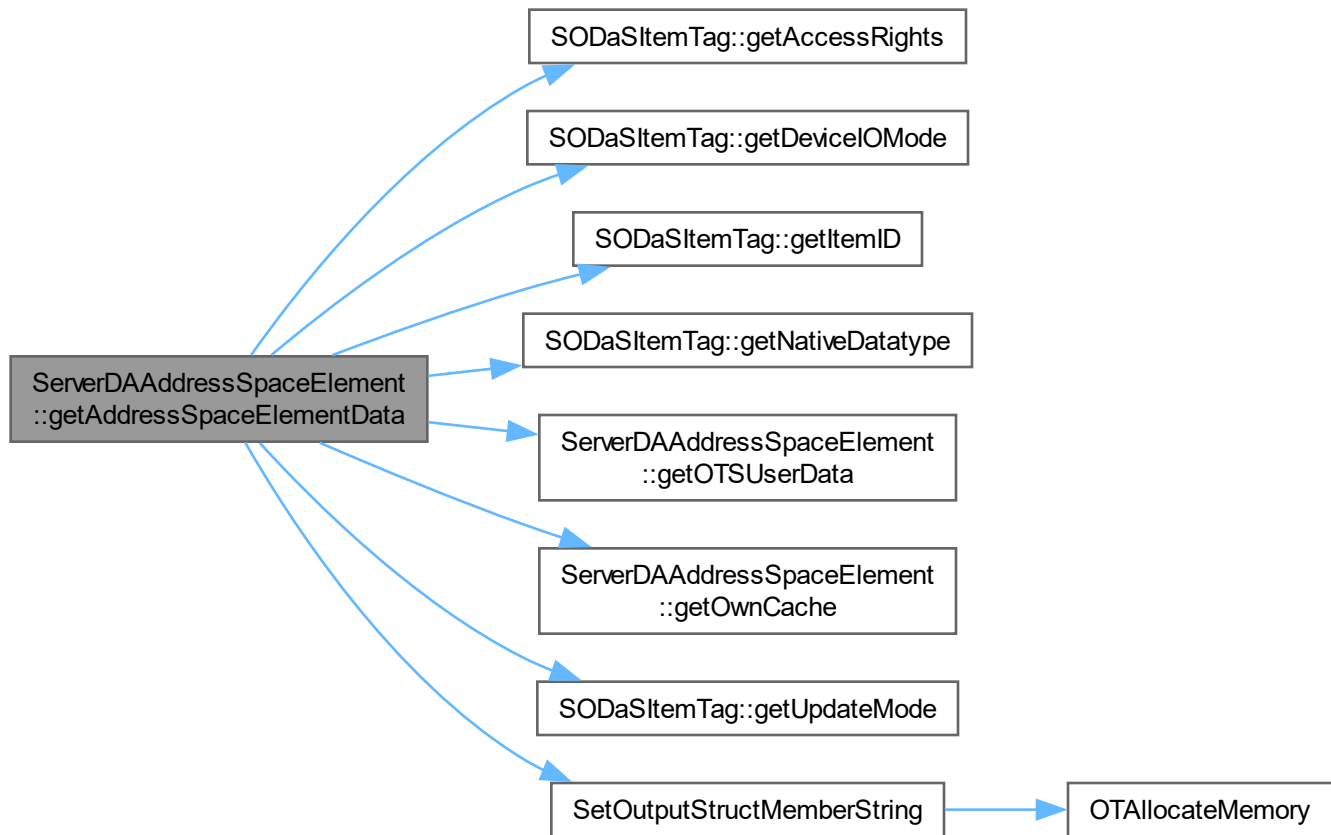 SODaSItemTag::getAccessRights
SODaSItemTag::getDeviceIOMode
SODaSItemTag::getItemID
SODaSItemTag::getNativeDatatype
ServerDAAddressSpaceElement
::getAddressSpaceElementData
ServerDAAddressSpaceElement
::getOTSUserData
ServerDAAddressSpaceElement
::getOwnCache
SODaSItemTag::getUpdateMode
SetOutputStructMemberString
OTAllocateMemory